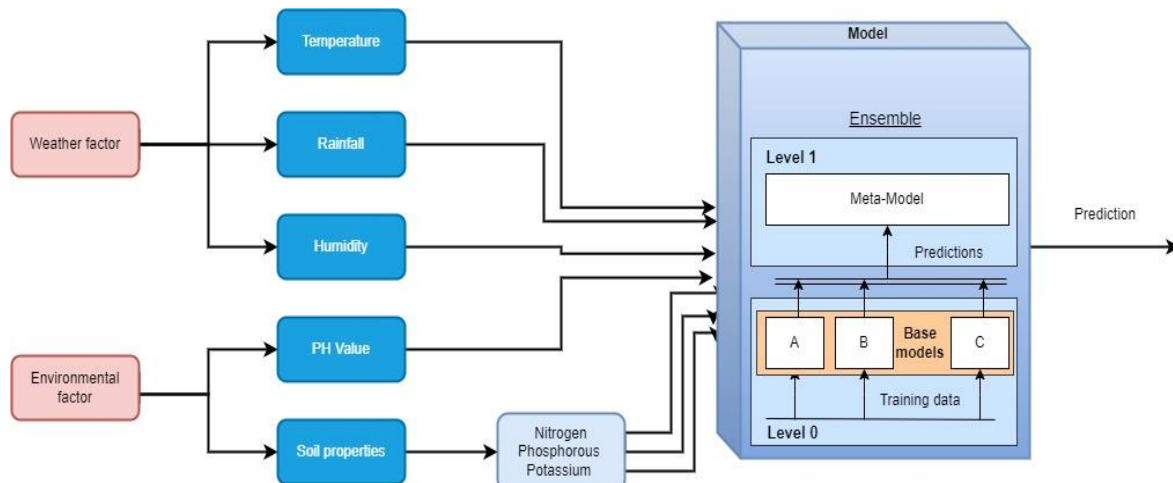 Weather factor
Environmental
factor
Temperature
Rainfall
Humidity
PH Value
Soil properties
Nitrogen
Phosphorous
Potassium
Model
Ensemble
Level 1
Meta-Model
Predictions
A
B
Base
models
C
Training data
Level 0
Prediction